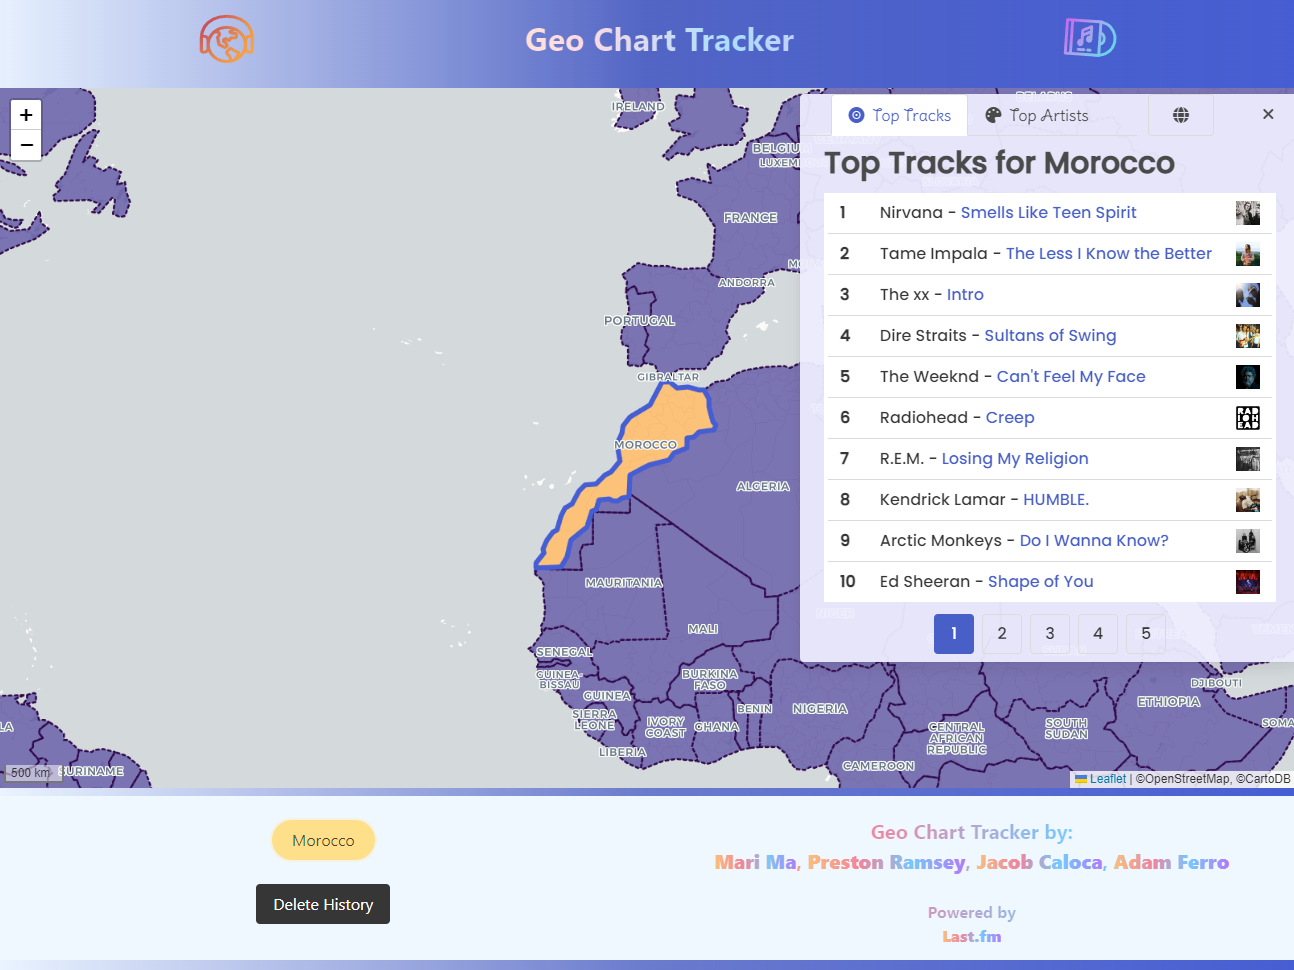 Geo Chart Tracker
+
−
Top Tracks
Top Artists
×
Top Tracks for Morocco
1 Nirvana - Smells Like Teen Spirit
2 Tame Impala - The Less I Know the Better
3 The xx - Intro
4 Dire Straits - Sultans of Swing
5 The Weeknd - Can't Feel My Face
6 Radiohead - Creep
7 R.E.M. - Losing My Religion
8 Kendrick Lamar - HUMBLE.
9 Arctic Monkeys - Do I Wanna Know?
10 Ed Sheeran - Shape of You
1 2 3 4 5
IRELAND
BELGIUM
FRANCE
ANDORRA
PORTUGAL
GIBRALTAR
MOROCCO
ALGERIA
MAURITANIA
MALI
NIGER
SENEGAL
GUINEA-
BISSAU
GUINEA
SIERRA
LEONE
LIBERIA
IVORY
COAST
BURKINA
FASO
GHANA
BENIN
NIGERIA
CAMEROON
CENTRAL
AFRICAN
REPUBLIC
SOUTH
SUDAN
ETHIOPIA
DJIBOUTI
SURINAME
500 km
Leaflet | ©OpenStreetMap, ©CartoDB
Morocco
Delete History
Geo Chart Tracker by:
Mari Ma, Preston Ramsey, Jacob Caloca, Adam Ferro
Powered by
Last.fm